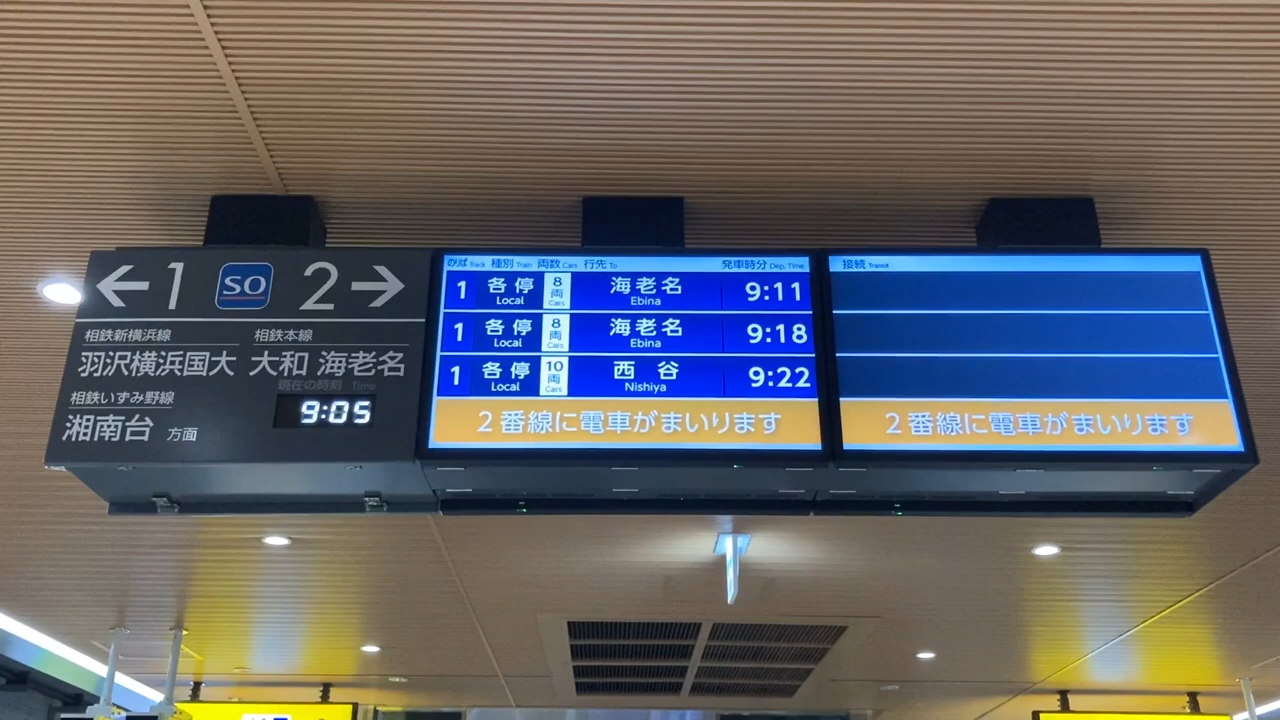 ←1 SO 2→
相鉄新横浜線 相鉄本線
羽沢横浜国大 大和 海老名
現在の時刻 Time
相鉄いずみ野線
9:05
湘南台 方面
のりば Track 種別 Train 両数 Cars 行先 To 発車時分 Dep. Time
1 各停 Local 8両 Cars 海老名 Ebina 9:11
1 各停 Local 8両 Cars 海老名 Ebina 9:18
1 各停 Local 10両 Cars 西谷 Nishiya 9:22
2番線に電車がまいります
接続 Transit
2番線に電車がまいります